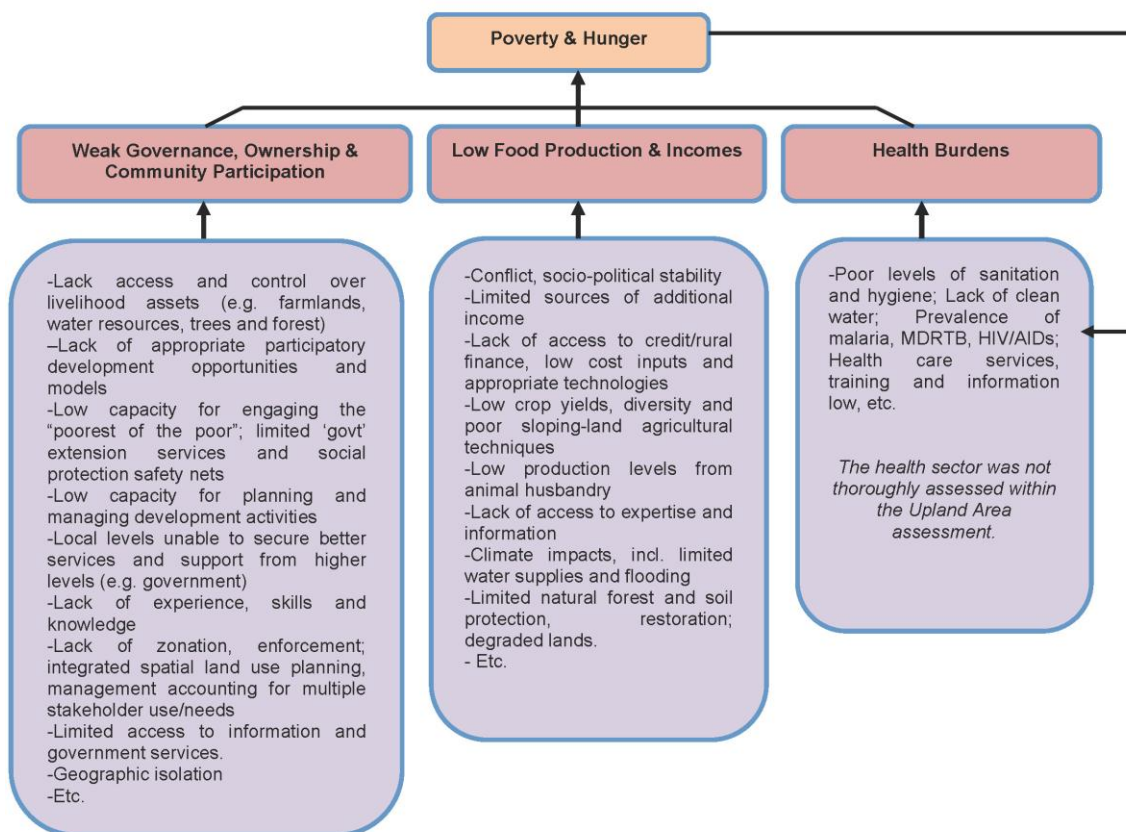 Poverty & Hunger
Weak Governance, Ownership &
Community Participation
Low Food Production & Incomes
Health Burdens
-Lack access and control over
livelihood assets (e.g. farmlands,
water resources, trees and forest)
–Lack of appropriate participatory
development opportunities and
models
-Low capacity for engaging the
“poorest of the poor”; limited ‘govt’
extension services and social
protection safety nets
-Low capacity for planning and
managing development activities
-Local levels unable to secure better
services and support from higher
levels (e.g. government)
-Lack of experience, skills and
knowledge
-Lack of zonation, enforcement;
integrated spatial land use planning,
management accounting for multiple
stakeholder use/needs
-Limited access to information and
government services.
-Geographic isolation
-Etc.
-Conflict, socio-political stability
-Limited sources of additional
income
-Lack of access to credit/rural
finance, low cost inputs and
appropriate technologies
-Low crop yields, diversity and
poor sloping-land agricultural
techniques
-Low production levels from
animal husbandry
-Lack of access to expertise and
information
-Climate impacts, incl. limited
water supplies and flooding
-Limited natural forest and soil
protection, restoration;
degraded lands.
- Etc.
-Poor levels of sanitation
and hygiene; Lack of clean
water; Prevalence of
malaria, MDRTB, HIV/AIDs;
Health care services,
training and information
low, etc.
The health sector was not
thoroughly assessed within
the Upland Area
assessment.